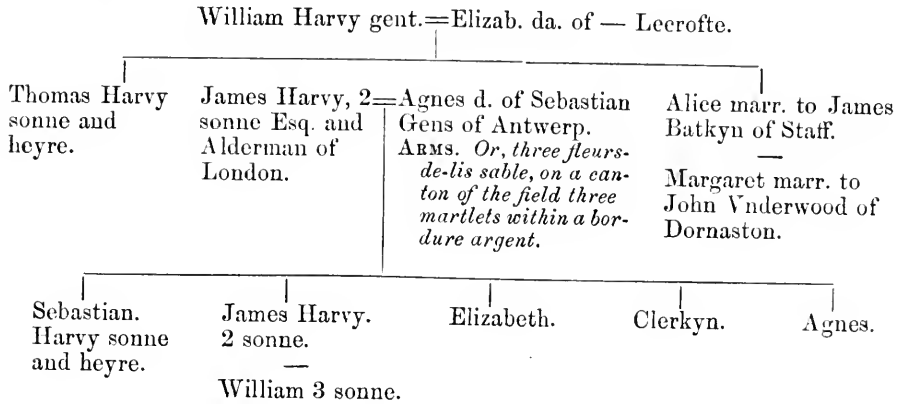 William Harvy gent.=Elizab. da. of — Leecrofte.
Thomas Harvy
sonne and
heyre.
James Harvy, 2=Agnes d. of Sebastian
sonne Esq. and
Alderman of
London.
Gens of Antwerp.
ARMS. Or, three fleurs-
de-lis sable, on a can-
ton of the field three
martlets within a bor-
dure argent.
Alice marr. to James
Batkyn of Staff.
—
Margaret marr. to
John Vnderwood of
Dornaston.
Sebastian.
Harvy sonne
and heyre.
James Harvy.
2 sonne.
—
William 3 sonne.
Elizabeth.
Clerkyn.
Agnes.